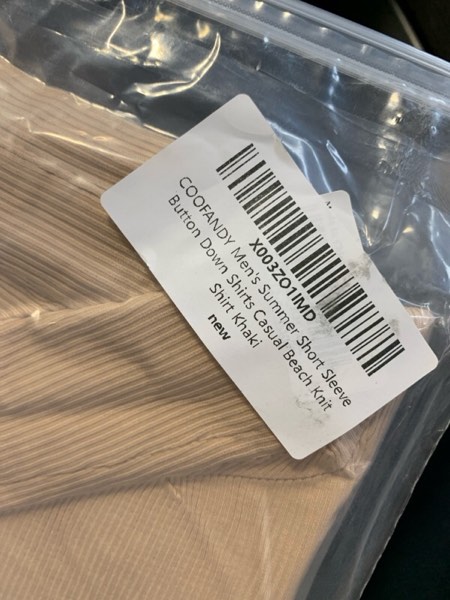 X003ZO1IMD
COOFANDY Men's Summer Short Sleeve
Button Down Shirts Casual Beach Knit
Shirt Khaki
new